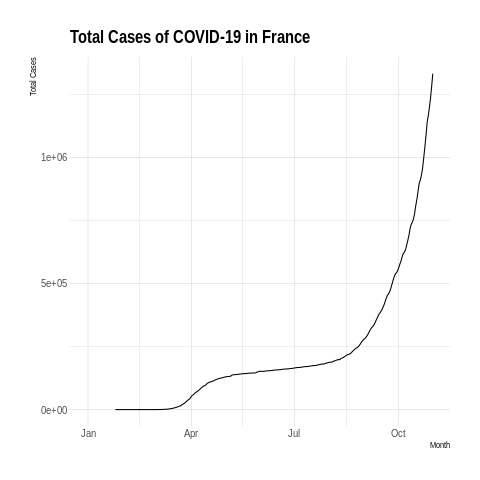 Total Cases of COVID-19 in France
Total Cases
1e+06
5e+05
0e+00
Jan Apr Jul Oct
Month